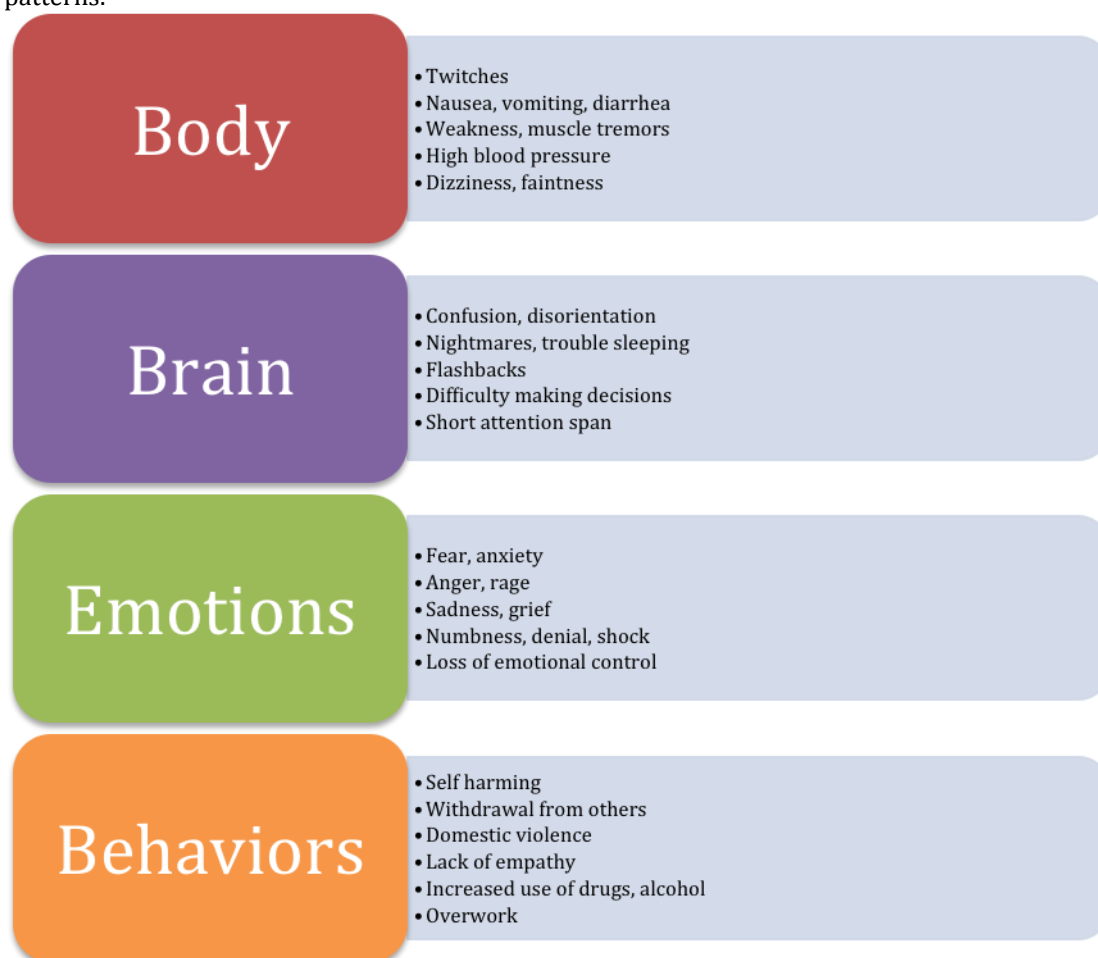 patterns.
Body
• Twitches
• Nausea, vomiting, diarrhea
• Weakness, muscle tremors
• High blood pressure
• Dizziness, faintness
Brain
• Confusion, disorientation
• Nightmares, trouble sleeping
• Flashbacks
• Difficulty making decisions
• Short attention span
Emotions
• Fear, anxiety
• Anger, rage
• Sadness, grief
• Numbness, denial, shock
• Loss of emotional control
Behaviors
• Self harming
• Withdrawal from others
• Domestic violence
• Lack of empathy
• Increased use of drugs, alcohol
• Overwork